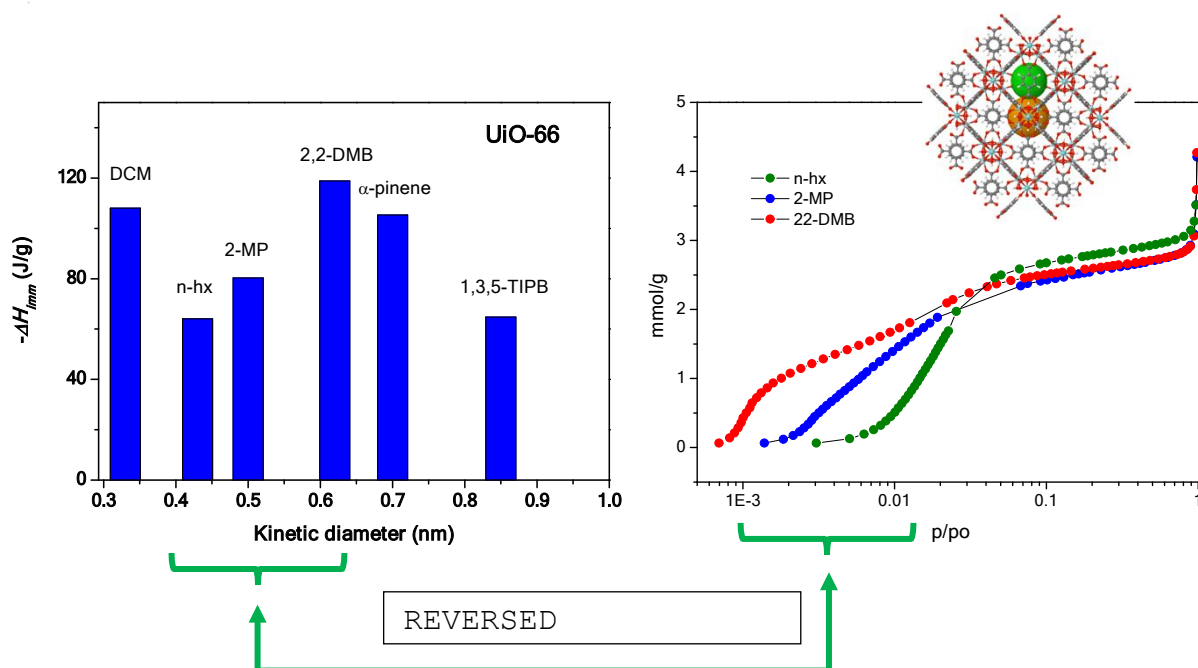 UiO-66
DCM
n-hx
2-MP
2,2-DMB
α-pinene
1,3,5-TIPB
-ΔH_Imm (J/g)
120
80
40
0
0.3 0.4 0.5 0.6 0.7 0.8 0.9 1.0
Kinetic diameter (nm)
n-hx
2-MP
22-DMB
mmol/g
5
4
3
2
1
0
1E-3 0.01 0.1 1
p/po
REVERSED